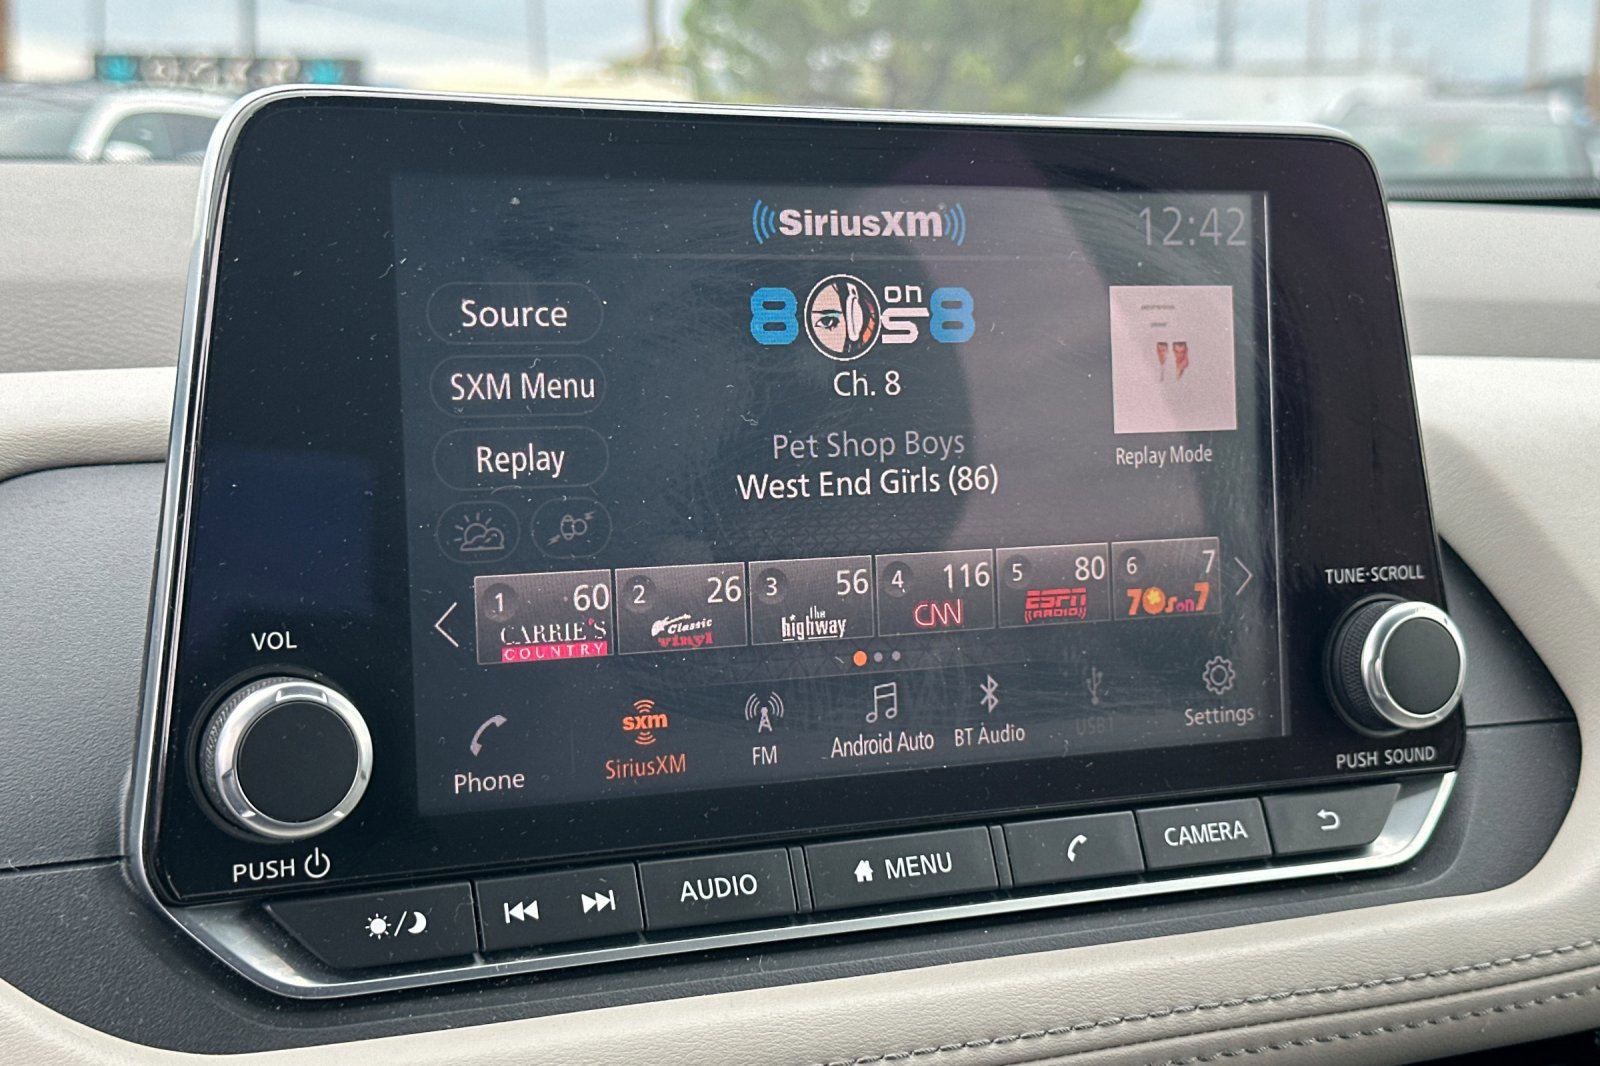 SiriusXM
12:42
Source
80s on 8
SXM Menu
Ch. 8
Replay
Pet Shop Boys
West End Girls (86)
Replay Mode
1 60
CARRIE'S
COUNTRY
2 26
Classic
vinyl
3 56
the
highway
4 116
CNN
5 80
ESPN
RADIO
6 7
70s on 7
Phone
sxm
SiriusXM
FM
Android Auto
BT Audio
USB1
Settings
VOL
PUSH
TUNE·SCROLL
PUSH SOUND
AUDIO
MENU
CAMERA